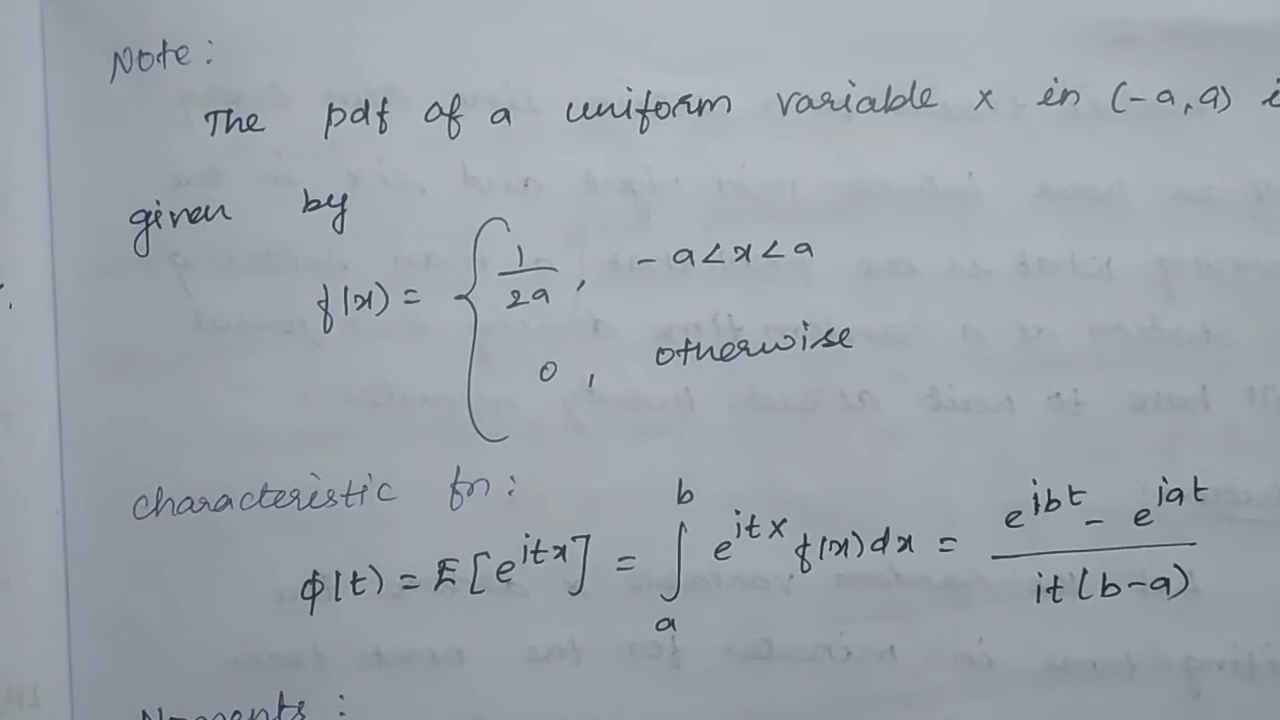 Note:
The pdf of a uniform variable x in (-a, a) i
given by
f(x) = { 1/2a, -a<x<a
0, otherwise
characteristic fn:
φ(t) = E[e^{itx}] = ∫_a^b e^{itx} f(x) dx = (e^{ibt} - e^{iat}) / it(b-a)